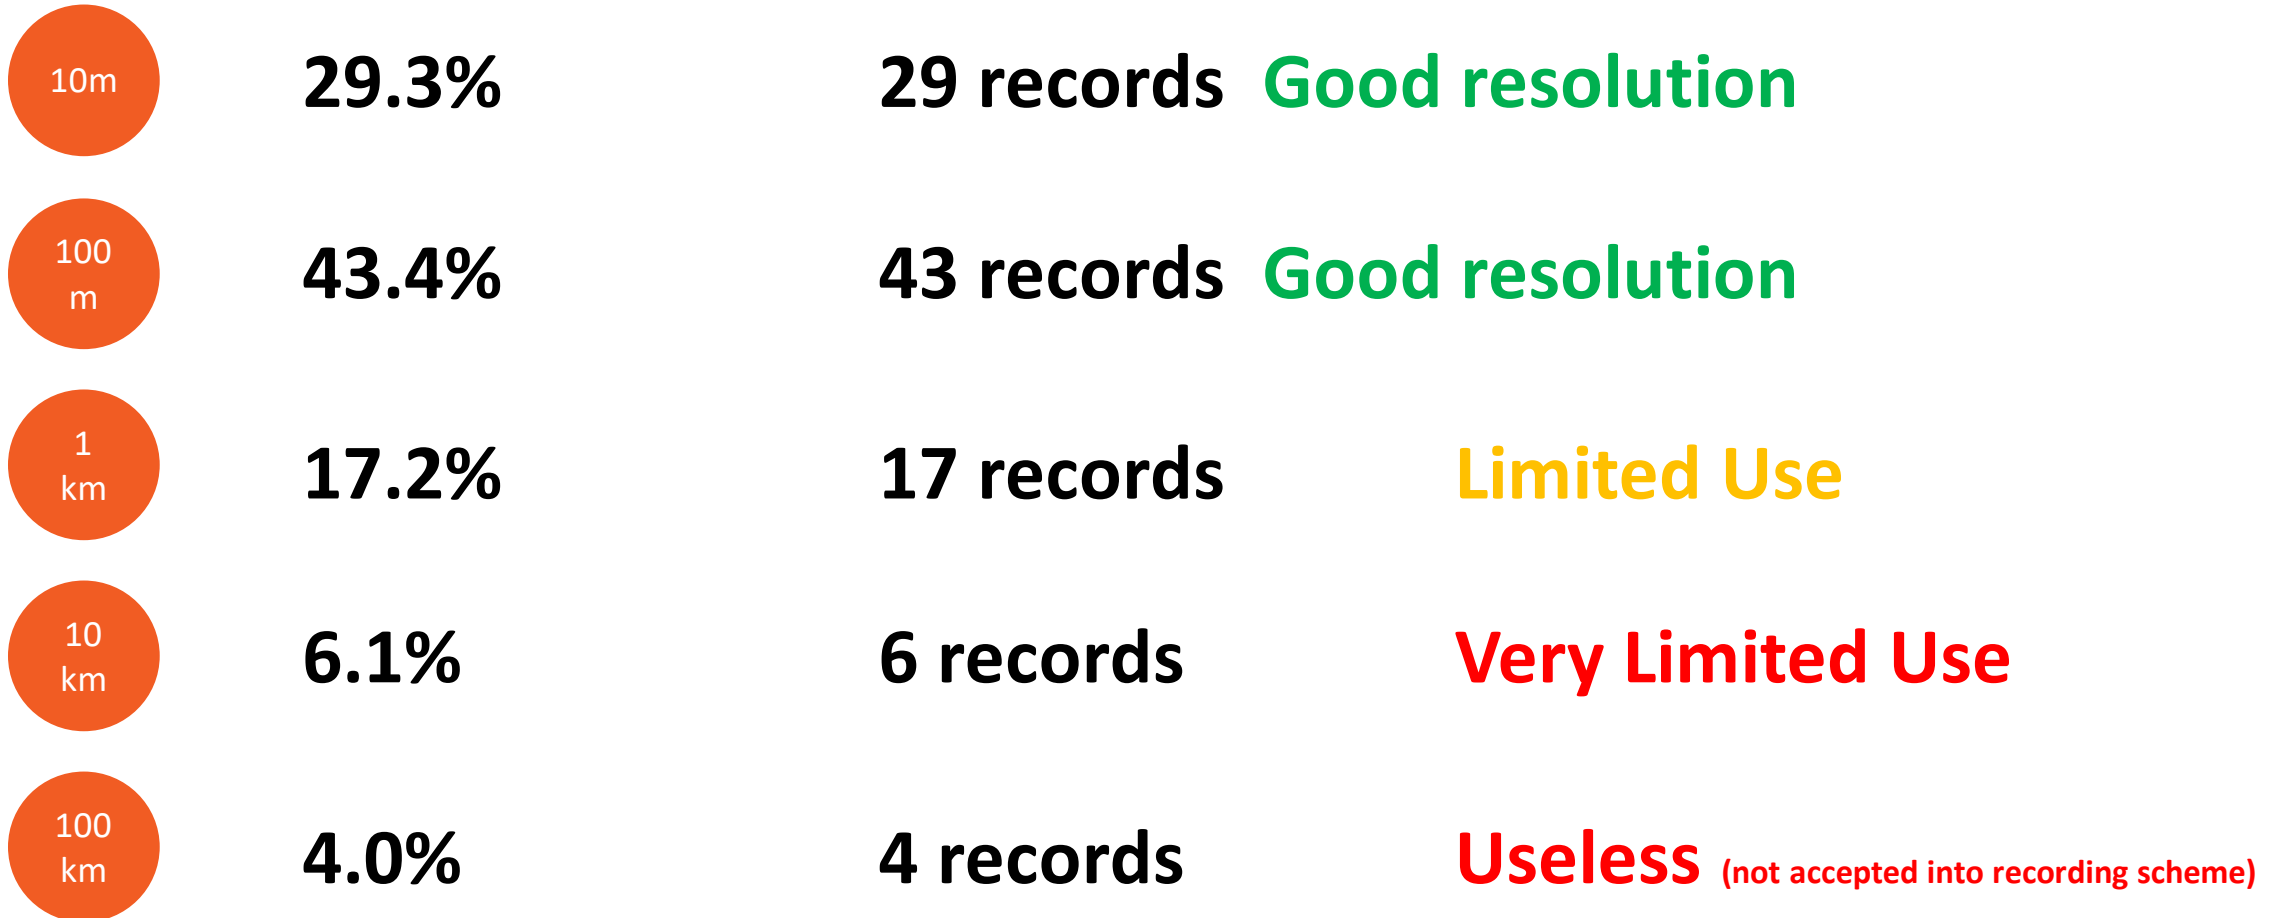 10m 29.3% 29 records Good resolution
100
m 43.4% 43 records Good resolution
1
km 17.2% 17 records Limited Use
10
km 6.1% 6 records Very Limited Use
100
km 4.0% 4 records Useless (not accepted into recording scheme)